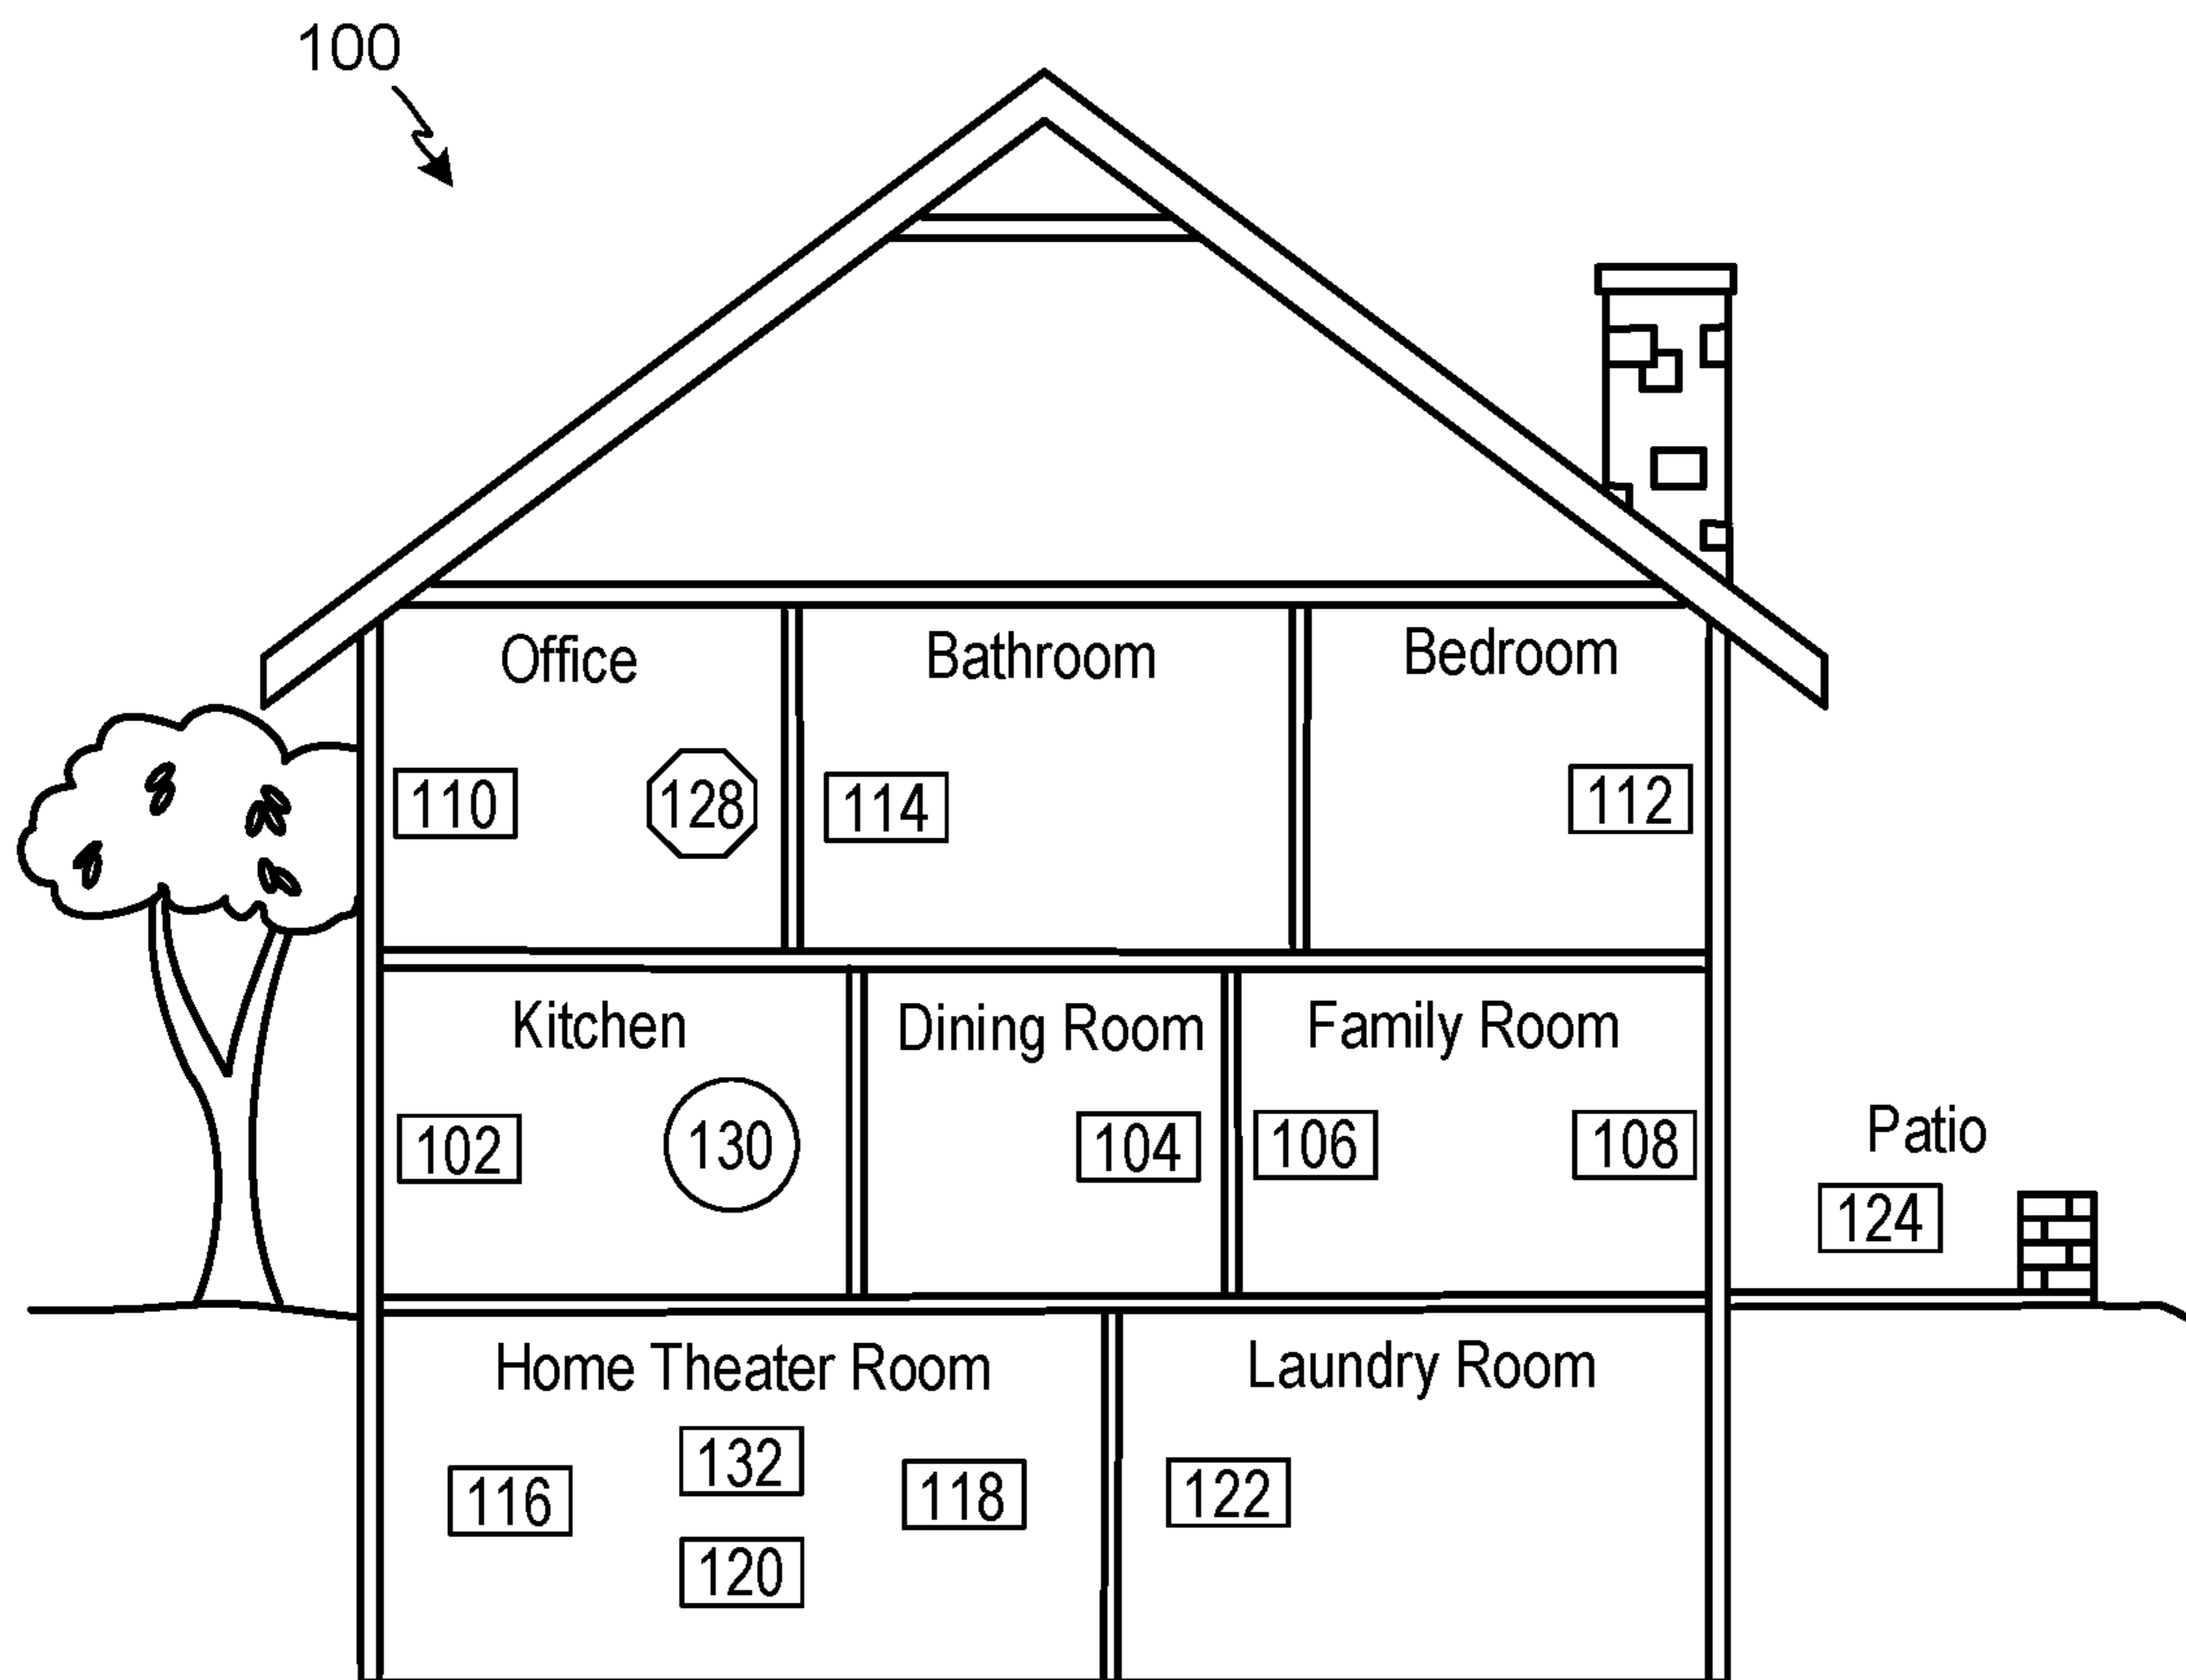 100
Office Bathroom Bedroom
110 128 114 112
Kitchen Dining Room Family Room
102 130 104 106 108 Patio
124
Home Theater Room Laundry Room
132
116 118 122
120